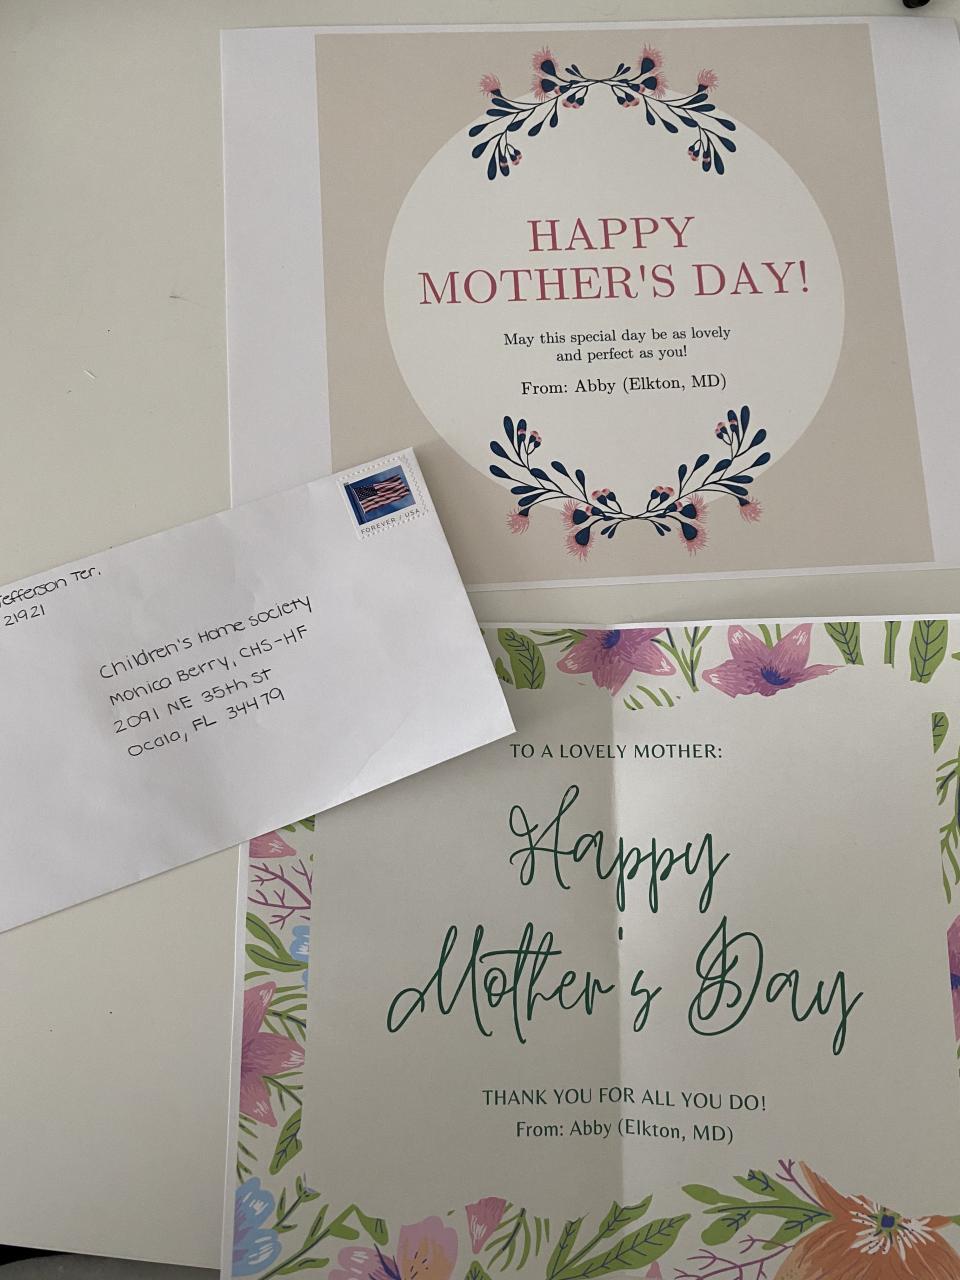 HAPPY
MOTHER'S DAY!
May this special day be as lovely
and perfect as you!
From: Abby (Elkton, MD)
FOREVER / USA
Jefferson Ter.
21921
Children's Home Society
Monica Berry, CHS-HF
2091 NE 35th St
Ocala, FL 34479
TO A LOVELY MOTHER:
Happy
Mother's Day
THANK YOU FOR ALL YOU DO!
From: Abby (Elkton, MD)